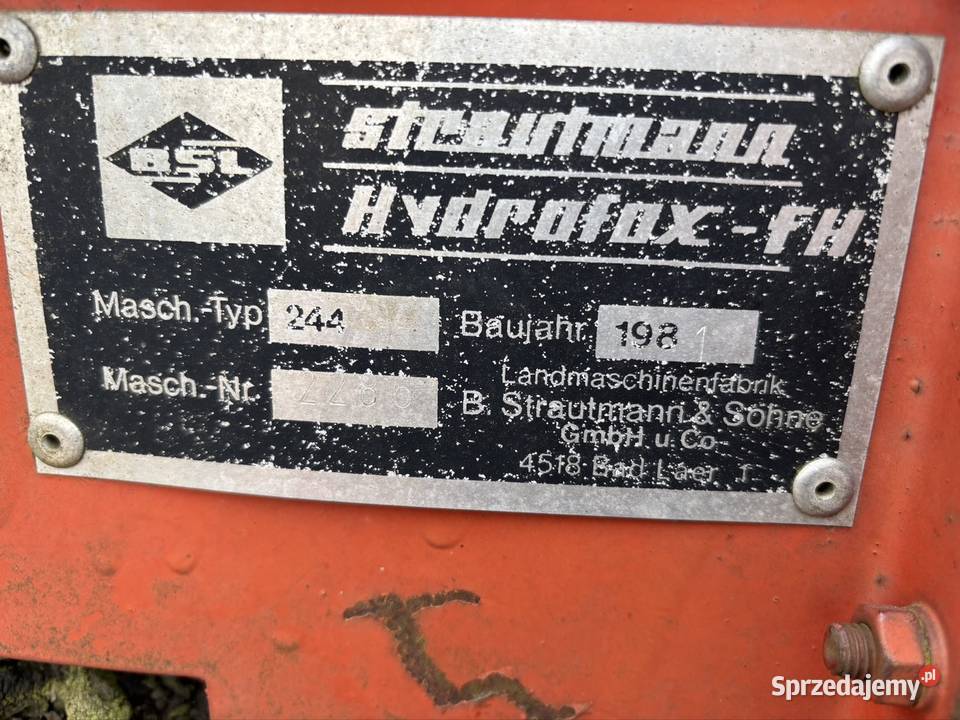 BSL
strautmann
Hydrofox-FH
Masch.-Typ 244
Baujahr 1981
Masch.-Nr.
Landmaschinenfabrik
B. Strautmann & Söhne
GmbH u. Co
4518 Bad Laer 1
Sprzedajemy.pl